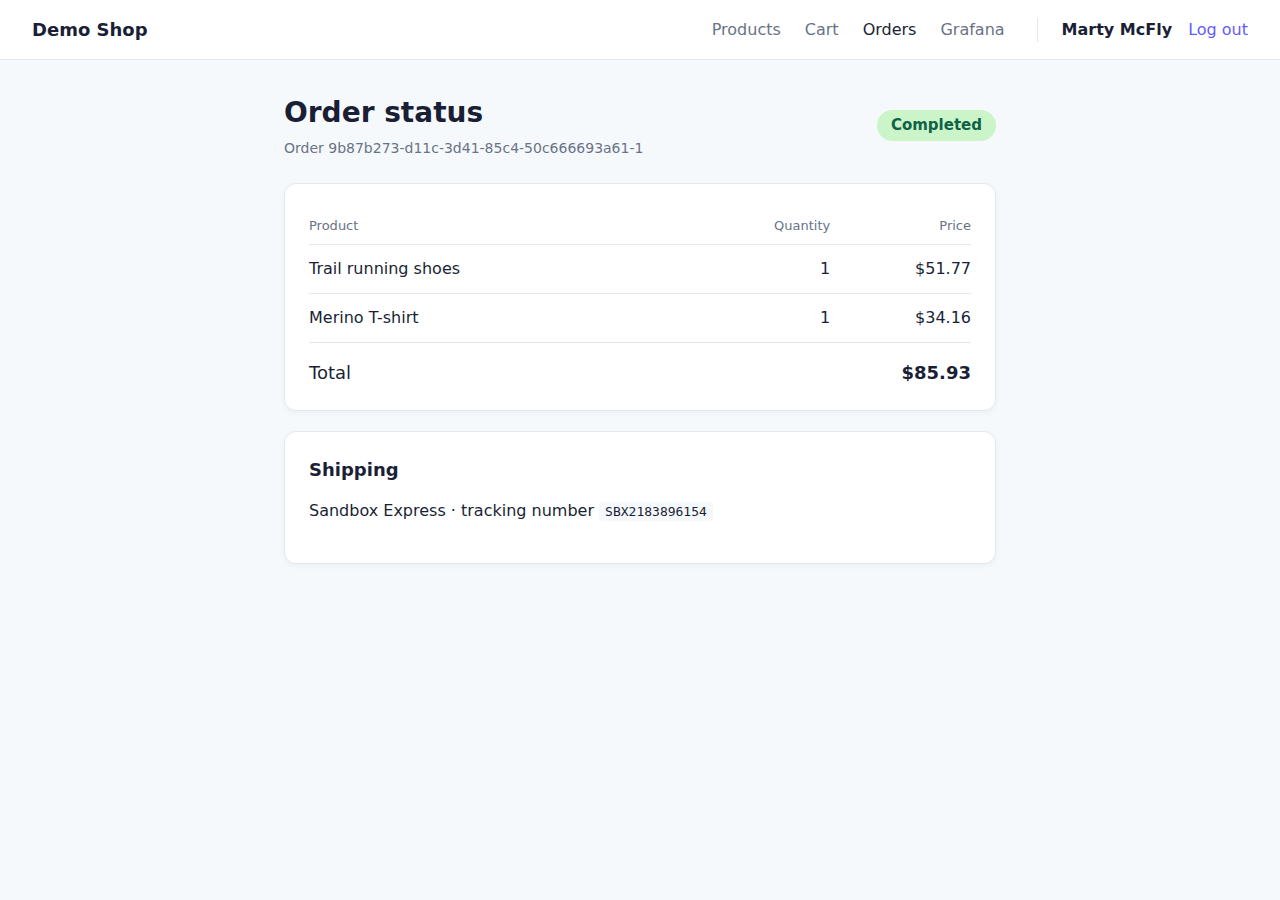 Demo Shop
Products Cart Orders Grafana Marty McFly Log out
Order status
Completed
Order 9b87b273-d11c-3d41-85c4-50c666693a61-1
Product Quantity Price
Trail running shoes 1 $51.77
Merino T-shirt 1 $34.16
Total $85.93
Shipping
Sandbox Express · tracking number SBX2183896154